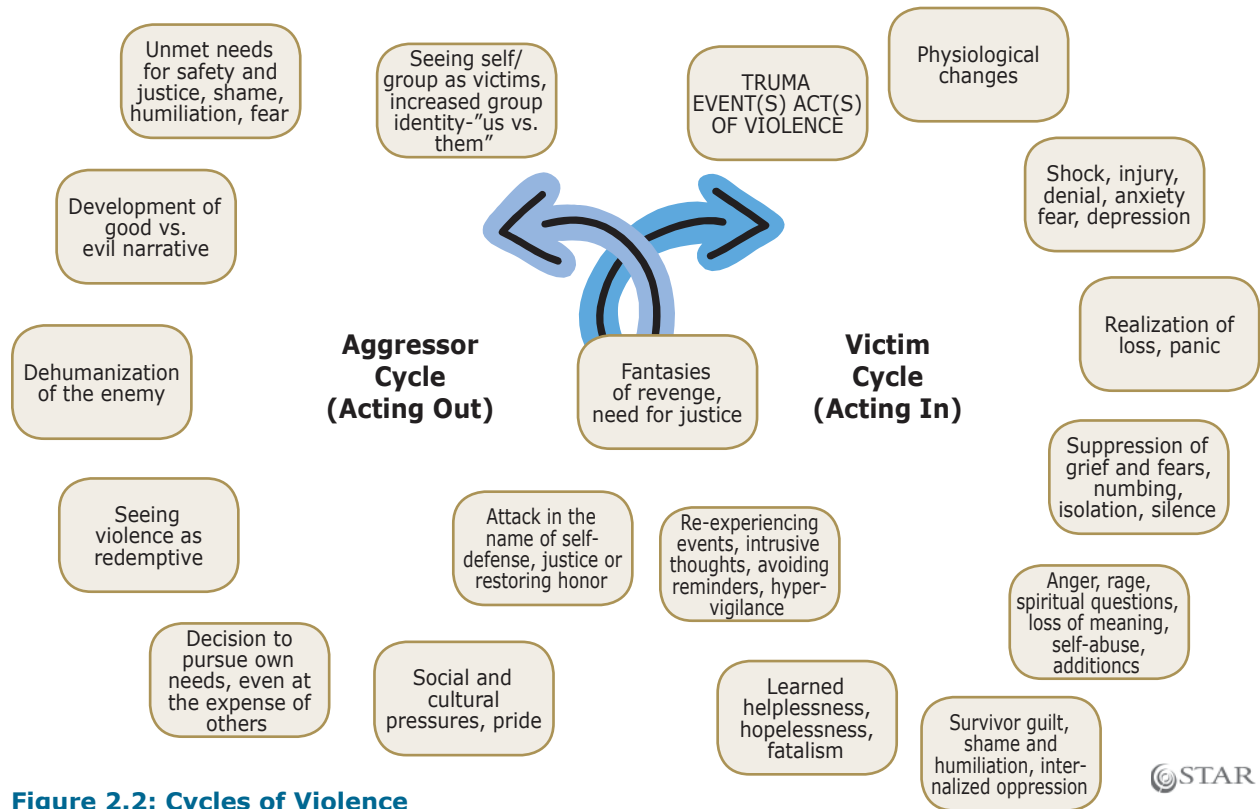 Unmet needs
for safety and
justice, shame,
humiliation, fear
Seeing self/
group as victims,
increased group
identity-”us vs.
them”
TRUMA
EVENT(S) ACT(S)
OF VIOLENCE
Physiological
changes
Shock, injury,
denial, anxiety
fear, depression
Development of
good vs.
evil narrative
Realization of
loss, panic
Dehumanization
of the enemy
Aggressor
Cycle
(Acting Out)
Fantasies
of revenge,
need for justice
Victim
Cycle
(Acting In)
Suppression of
grief and fears,
numbing,
isolation, silence
Seeing
violence as
redemptive
Attack in the
name of self-
defense, justice or
restoring honor
Re-experiencing
events, intrusive
thoughts, avoiding
reminders, hyper-
vigilance
Anger, rage,
spiritual questions,
loss of meaning,
self-abuse,
additioncs
Decision to
pursue own
needs, even at
the expense of
others
Social and
cultural
pressures, pride
Learned
helplessness,
hopelessness,
fatalism
Survivor guilt,
shame and
humiliation, inter-
nalized oppression
STAR
Figure 2.2: Cycles of Violence